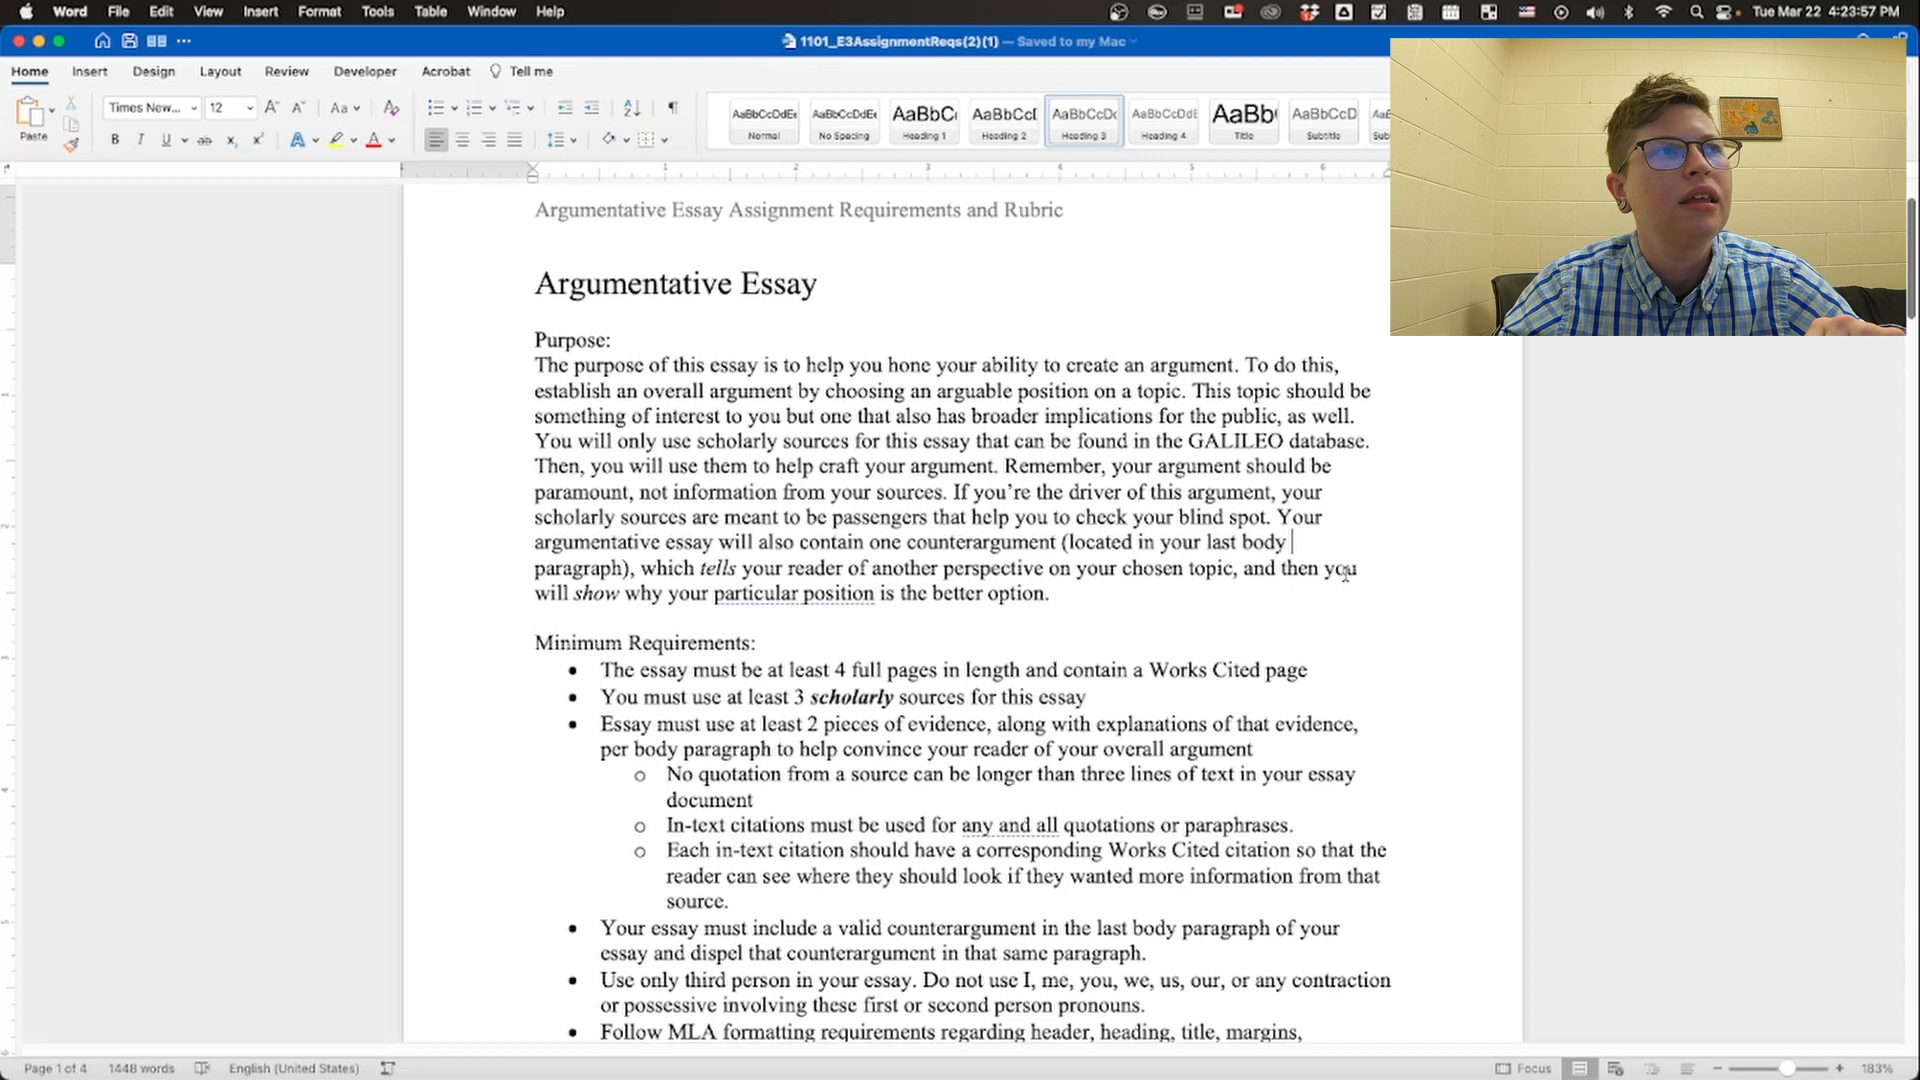 Word File Edit View Insert Format Tools Table Window Help Tue Mar 22 4:23:57 PM
1101_E3AssignmentReqs(2)(1) — Saved to my Mac
Home Insert Design Layout Review Developer Acrobat Tell me
Paste Times New... 12
AaBbCcDdEe AaBbCcDdEe AaBbC AaBbCcI AaBbCcDc AaBbCcDdE AaBb AaBbCcD
Normal No Spacing Heading 1 Heading 2 Heading 3 Heading 4 Title Subtitle
Argumentative Essay Assignment Requirements and Rubric
Argumentative Essay
Purpose:
The purpose of this essay is to help you hone your ability to create an argument. To do this,
establish an overall argument by choosing an arguable position on a topic. This topic should be
something of interest to you but one that also has broader implications for the public, as well.
You will only use scholarly sources for this essay that can be found in the GALILEO database.
Then, you will use them to help craft your argument. Remember, your argument should be
paramount, not information from your sources. If you’re the driver of this argument, your
scholarly sources are meant to be passengers that help you to check your blind spot. Your
argumentative essay will also contain one counterargument (located in your last body
paragraph), which tells your reader of another perspective on your chosen topic, and then you
will show why your particular position is the better option.
Minimum Requirements:
• The essay must be at least 4 full pages in length and contain a Works Cited page
• You must use at least 3 scholarly sources for this essay
• Essay must use at least 2 pieces of evidence, along with explanations of that evidence,
per body paragraph to help convince your reader of your overall argument
o No quotation from a source can be longer than three lines of text in your essay
document
o In-text citations must be used for any and all quotations or paraphrases.
o Each in-text citation should have a corresponding Works Cited citation so that the
reader can see where they should look if they wanted more information from that
source.
• Your essay must include a valid counterargument in the last body paragraph of your
essay and dispel that counterargument in that same paragraph.
• Use only third person in your essay. Do not use I, me, you, we, us, our, or any contraction
or possessive involving these first or second person pronouns.
• Follow MLA formatting requirements regarding header, heading, title, margins,
Page 1 of 4 1448 words English (United States) Focus 183%